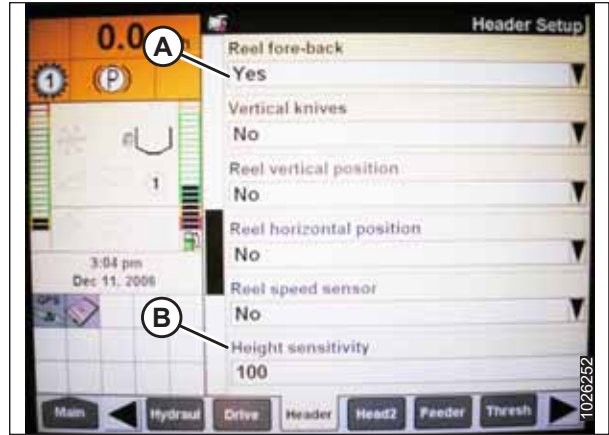 Header Setup
0.0
A
Reel fore-back
Yes
1
P
Vertical knives
No
Reel vertical position
1
No
Reel horizontal position
No
3:04 pm
Dec 11, 2006
Reel speed sensor
GPS
No
B
Height sensitivity
100
Main
Hydraul
Drive
Header
Head2
Feeder
Thresh
1026252